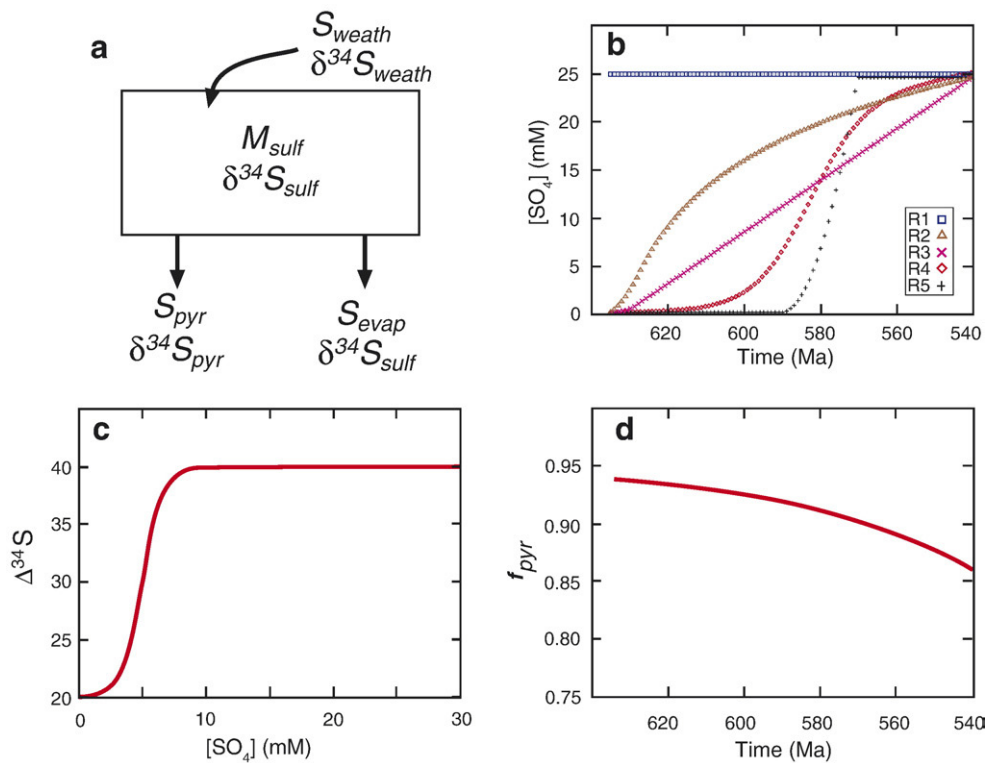 a
S_weath
δ³⁴S_weath
M_sulf
δ³⁴S_sulf
S_pyr
δ³⁴S_pyr
S_evap
δ³⁴S_sulf
b
[SO₄] (mM)
30
25
20
15
10
5
0
620 600 580 560 540
Time (Ma)
R1
R2
R3
R4
R5
c
Δ³⁴S
40
35
30
25
20
0 10 20 30
[SO₄] (mM)
d
f_pyr
0.95
0.90
0.85
0.80
0.75
620 600 580 560 540
Time (Ma)